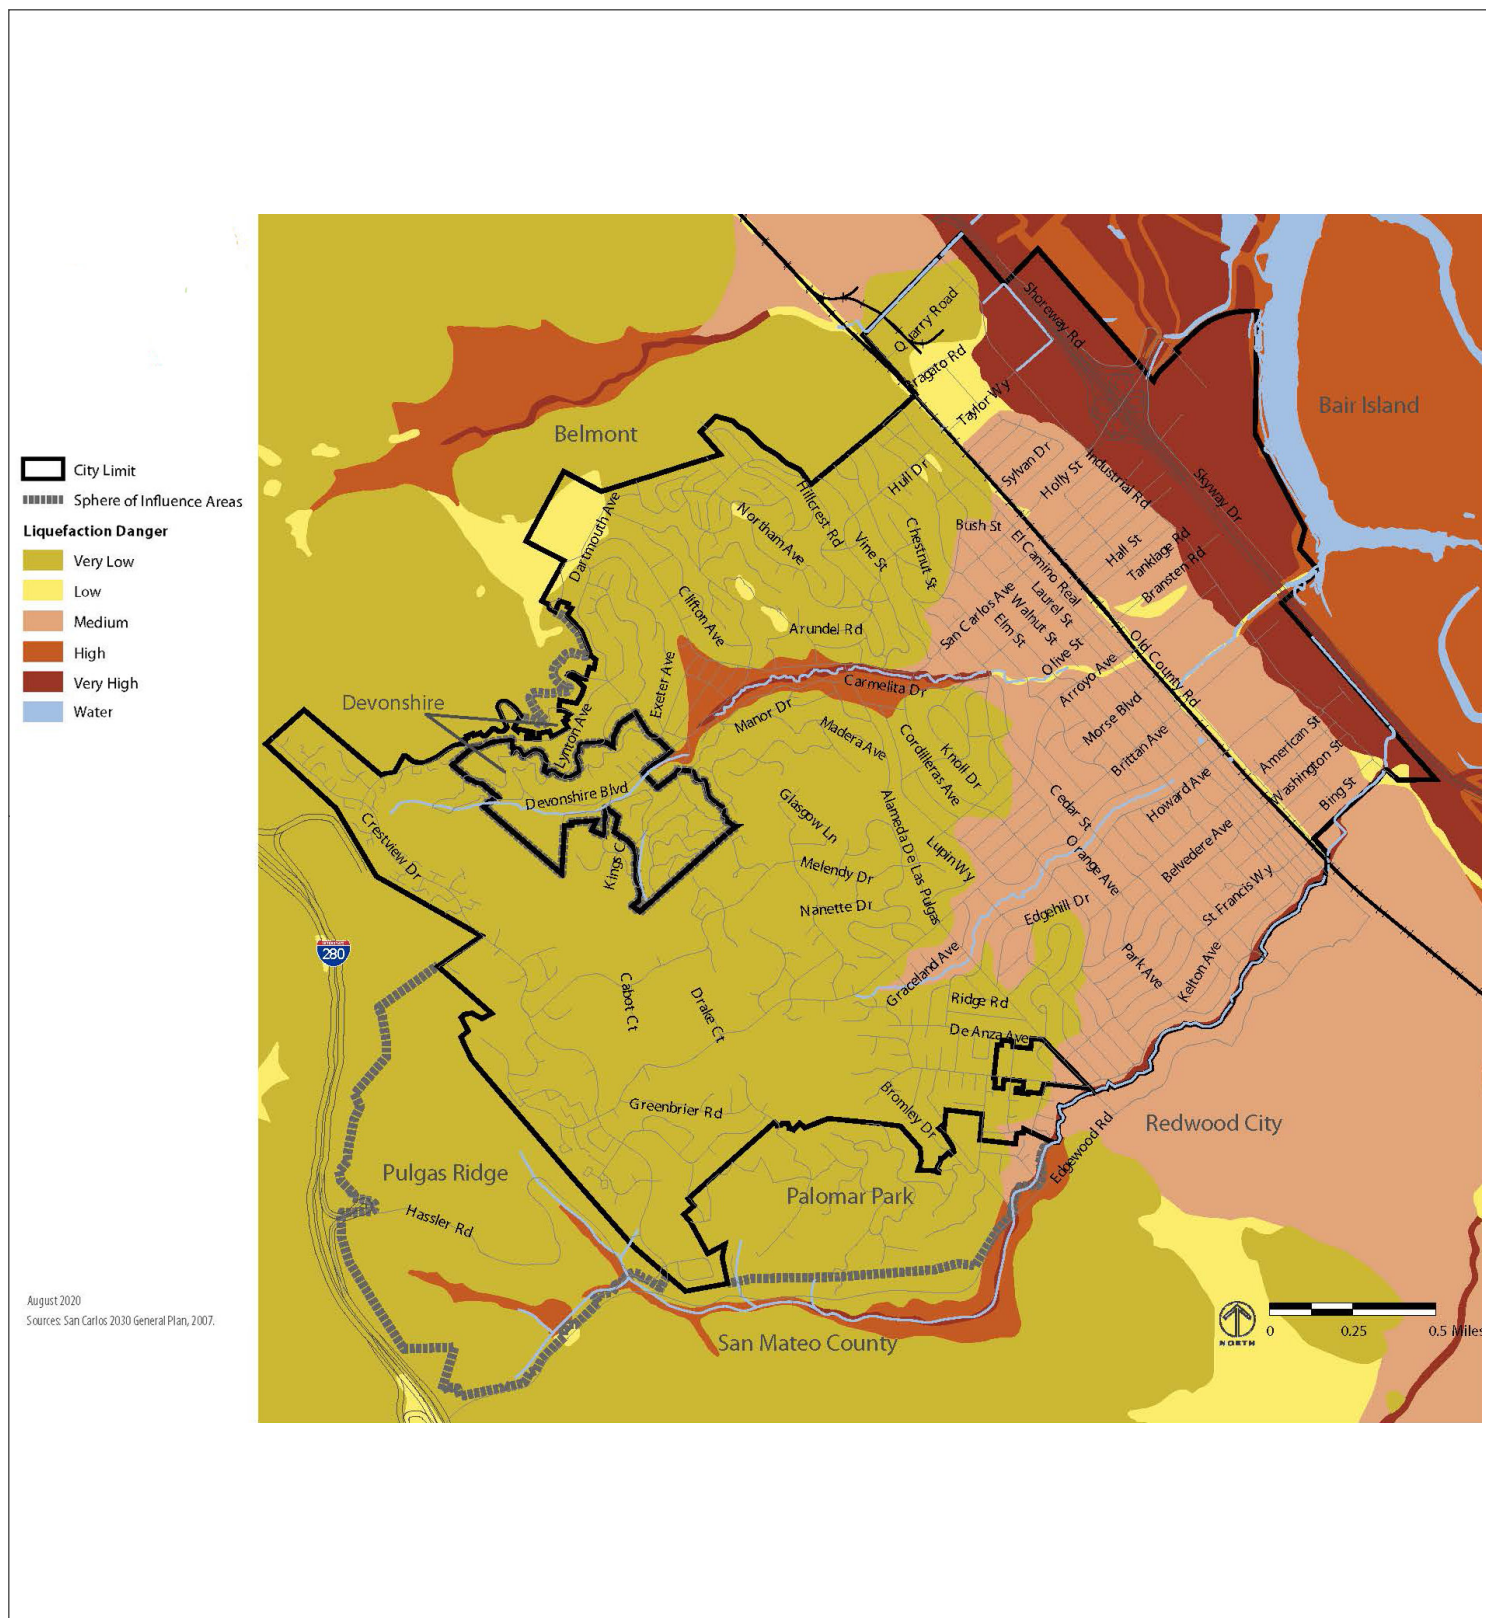 City Limit
Sphere of Influence Areas
Liquefaction Danger
Very Low
Low
Medium
High
Very High
Water
August 2020
Sources: San Carlos 2030 General Plan, 2007.
Quarry Road
Bragato Rd
Taylor Wy
Shoreway Rd
Bair Island
Belmont
Sylvan Dr
Holly St
Industrial Rd
Skyway Dr
Hull Dr
Hillcrest Rd
Northam Ave
Vine St
Chestnut St
Bush St
Dartmouth Ave
El Camino Real
Hall St
Tanklage Rd
Bransten Rd
Laurel St
Walnut St
Elm St
San Carlos Ave
Clifton Ave
Arundel Rd
Olive St
Old County Rd
Arroyo Ave
Exeter Ave
Carmelita Dr
Devonshire
Lynton Ave
Manor Dr
Madera Ave
Cordilleras Ave
Knoll Dr
Morse Blvd
Brittan Ave
American St
Washington St
Bing St
Howard Ave
Devonshire Blvd
Glasgow Ln
Alameda De Las Pulgas
Cedar St
Orange Ave
Belvedere Ave
Crestview Dr
Melendy Dr
Lupin Wy
Nanette Dr
Edgehill Dr
St Francis Wy
INTERSTATE
280
Graceland Ave
Park Ave
Kelton Ave
Cabot Ct
Drake Ct
Ridge Rd
De Anza Ave
Greenbrier Rd
Bromley Dr
Edgewood Rd
Redwood City
Pulgas Ridge
Palomar Park
Hassler Rd
San Mateo County
NORTH
0
0.25
0.5 Miles